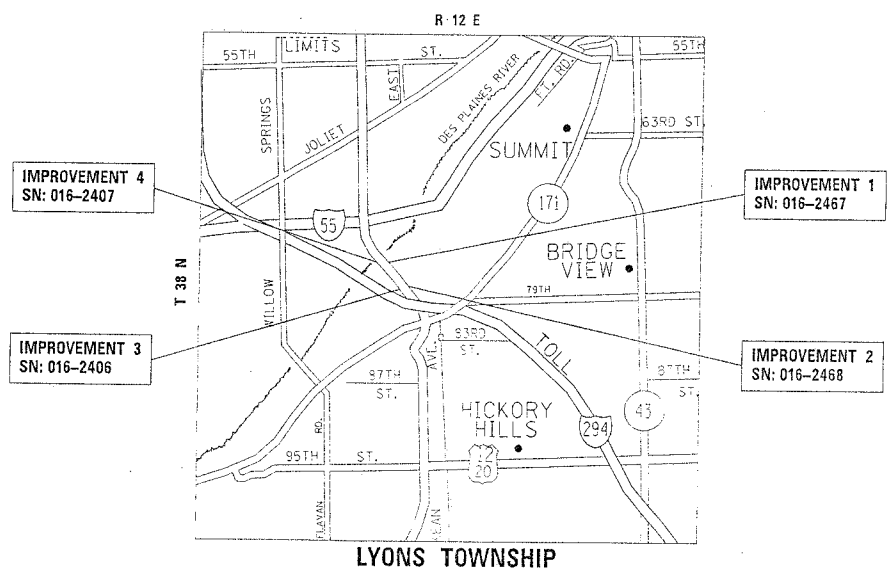 R 12 E
LIMITS
55TH
ST.
55TH
EAST
DES PLAINES RIVER
FT. RD.
SPRINGS
JOLIET
63RD ST.
SUMMIT
IMPROVEMENT 4
SN: 016-2407
IMPROVEMENT 1
SN: 016-2467
171
55
T 38 N
BRIDGE
VIEW
79TH
WILLOW
IMPROVEMENT 3
SN: 016-2406
AVE.
83RD
ST.
TOLL
IMPROVEMENT 2
SN: 016-2468
87TH
ST.
87TH
ST.
HICKORY
HILLS
43
294
95TH
ST.
RD.
12
20
FLAVAN
KEAN
LYONS TOWNSHIP